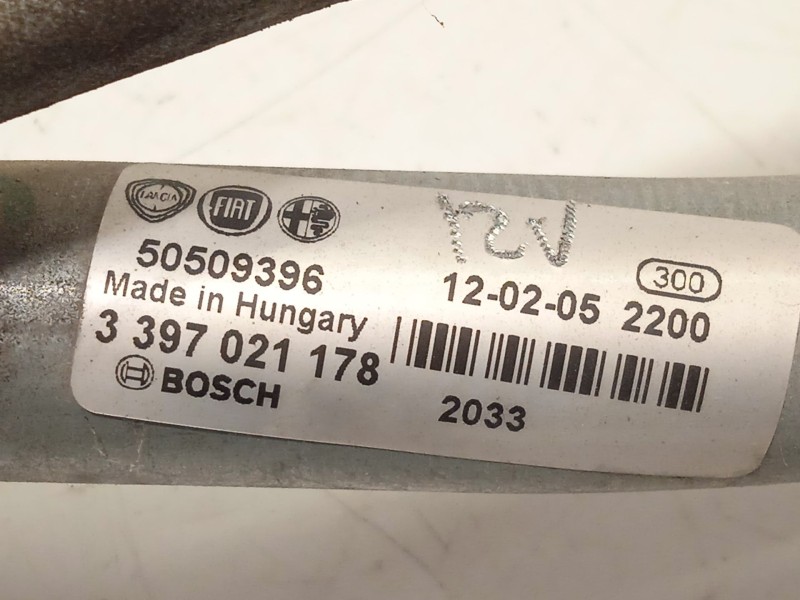 LANCIA FIAT
50509396
Made in Hungary
3 397 021 178
BOSCH
300
12-02-05 2200
2033